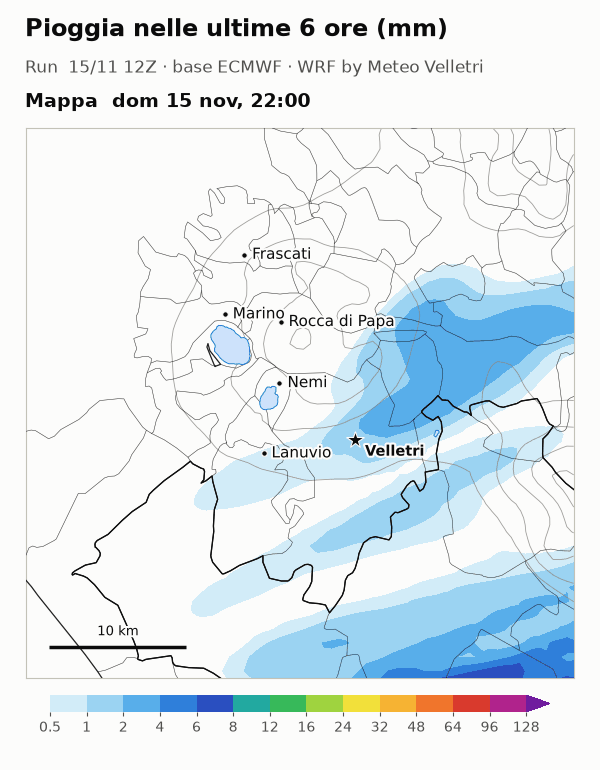 Pioggia nelle ultime 6 ore (mm)
Run  15/11 12Z · base ECMWF · WRF by Meteo Velletri
Mappa  dom 15 nov, 22:00
Frascati
Marino
Rocca di Papa
Nemi
Velletri
Lanuvio
10 km
0.5 1 2 4 6 8 12 16 24 32 48 64 96 128